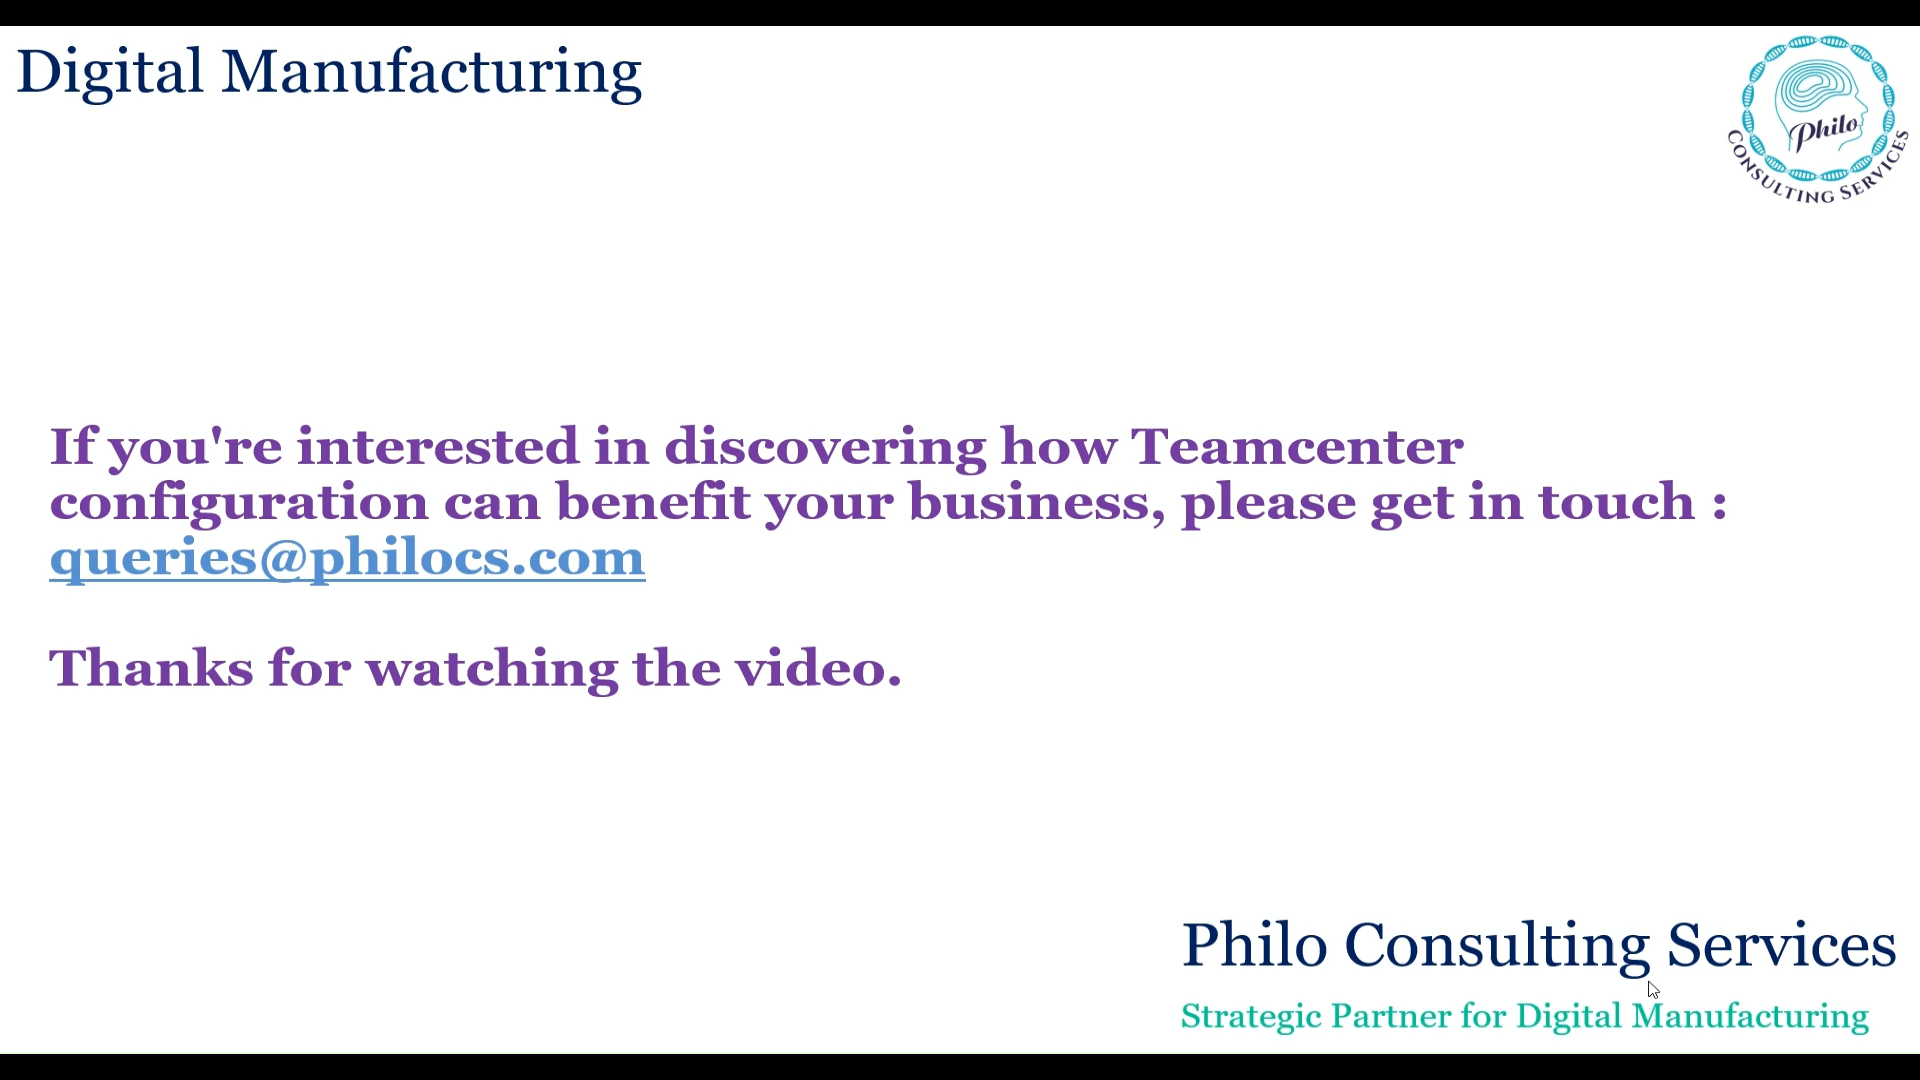 Digital Manufacturing
Philo
CONSULTING SERVICES
If you're interested in discovering how Teamcenter
configuration can benefit your business, please get in touch :
queries@philocs.com
Thanks for watching the video.
Philo Consulting Services
Strategic Partner for Digital Manufacturing